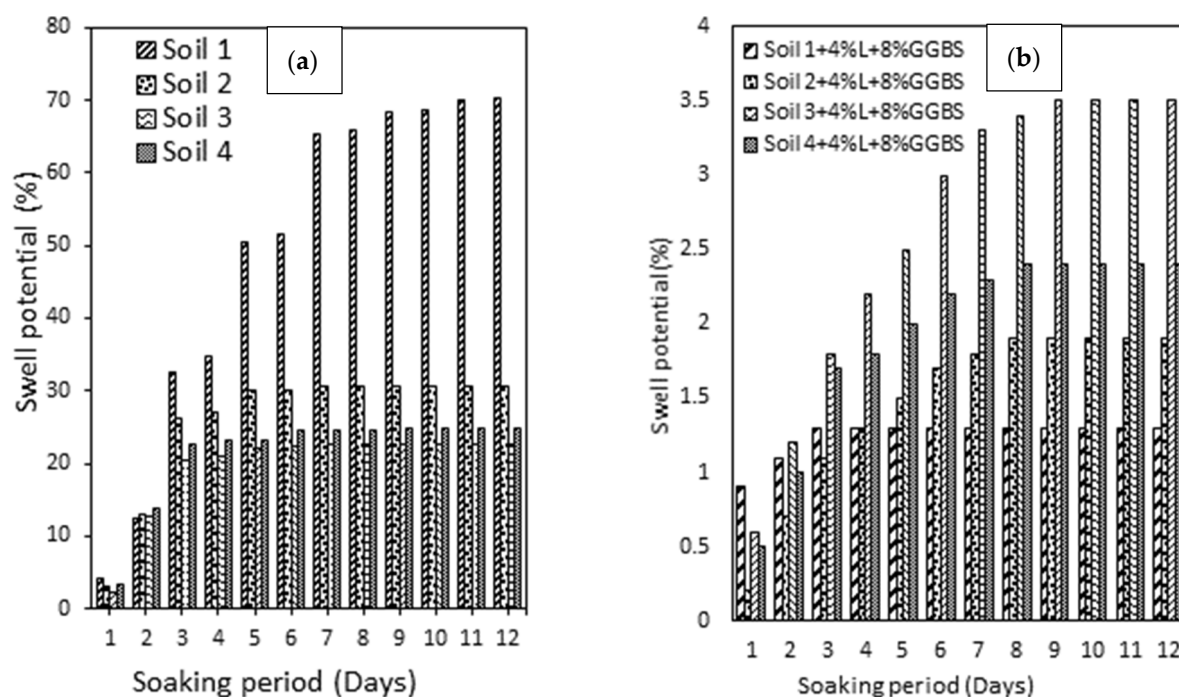 (a)
Soil 1
Soil 2
Soil 3
Soil 4
80
70
60
50
40
30
20
10
0
Swell potential (%)
1 2 3 4 5 6 7 8 9 10 11 12
Soaking period (Days)
(b)
Soil 1+4%L+8%GGBS
Soil 2+4%L+8%GGBS
Soil 3+4%L+8%GGBS
Soil 4+4%L+8%GGBS
4
3.5
3
2.5
2
1.5
1
0.5
0
Swell potential(%)
1 2 3 4 5 6 7 8 9 10 11 12
Soaking period (Days)